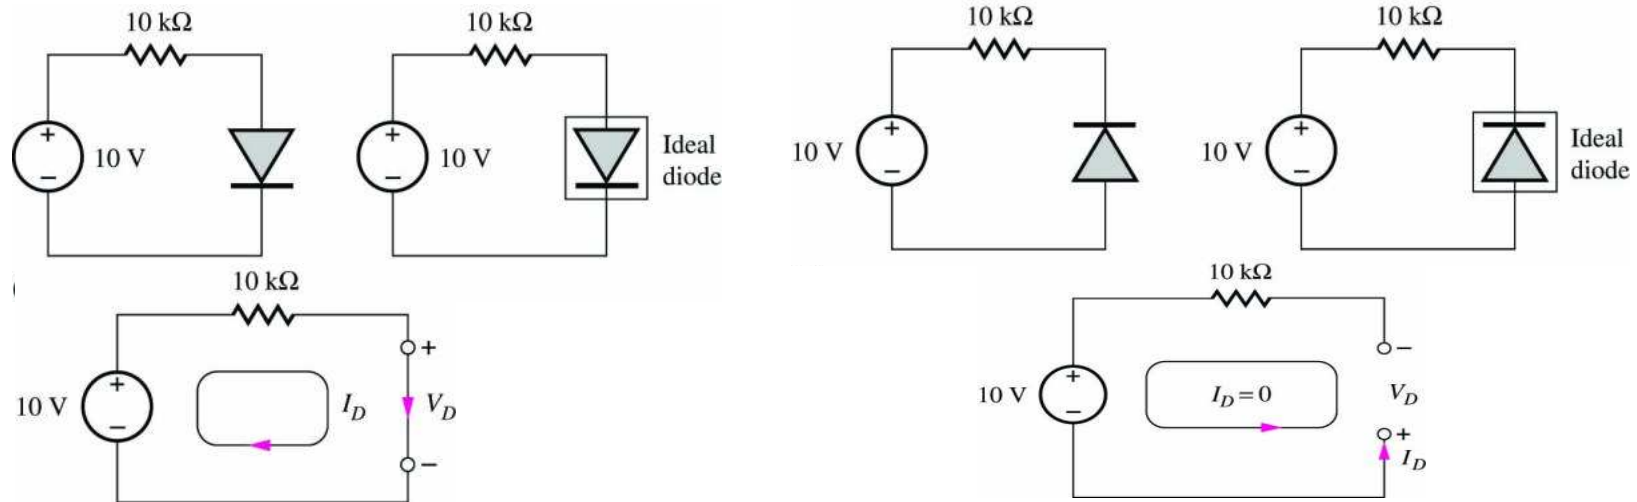 10 kΩ
10 kΩ
10 kΩ
10 kΩ
+
10 V
−
+
10 V
−
Ideal
diode
+
10 V
−
+
10 V
−
Ideal
diode
10 kΩ
+
10 V
−
I_D
+
V_D
−
10 kΩ
+
10 V
−
I_D = 0
−
V_D
+
I_D